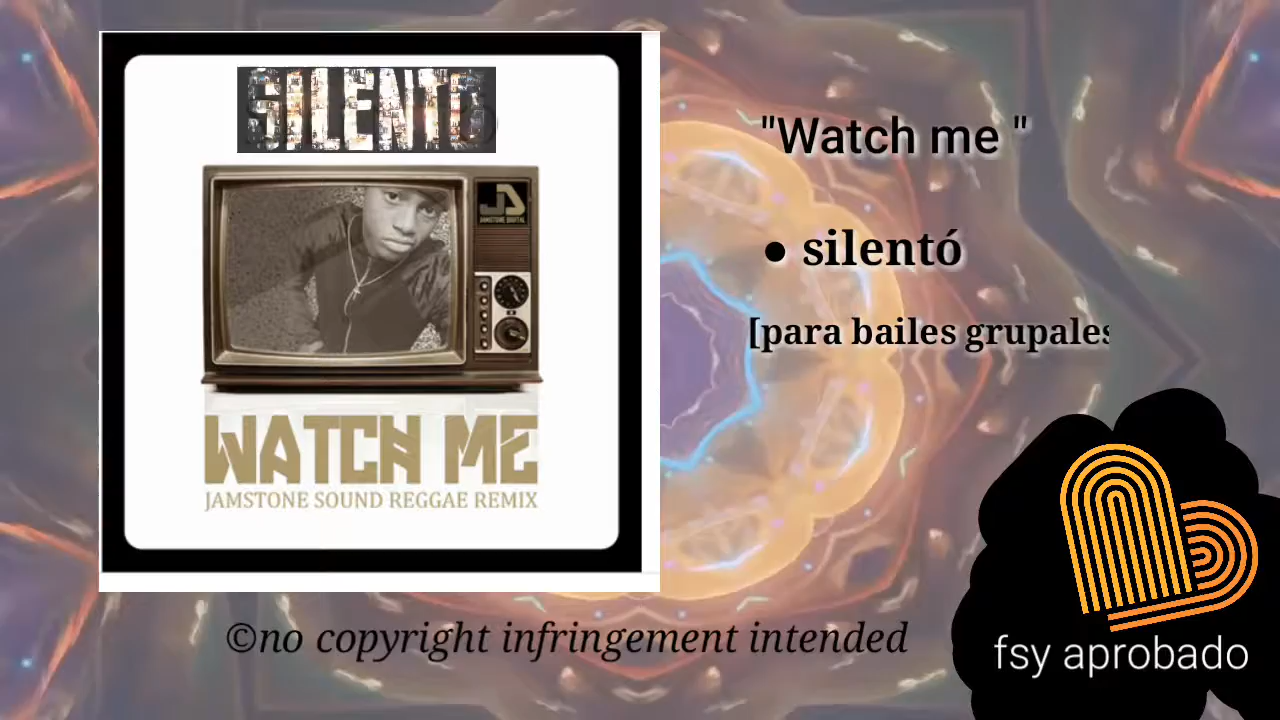 SILENTO
JD
JAMSTONE DIGITAL
WATCH ME
JAMSTONE SOUND REGGAE REMIX
"Watch me "
● silentó
[para bailes grupales
©no copyright infringement intended
fsy aprobado